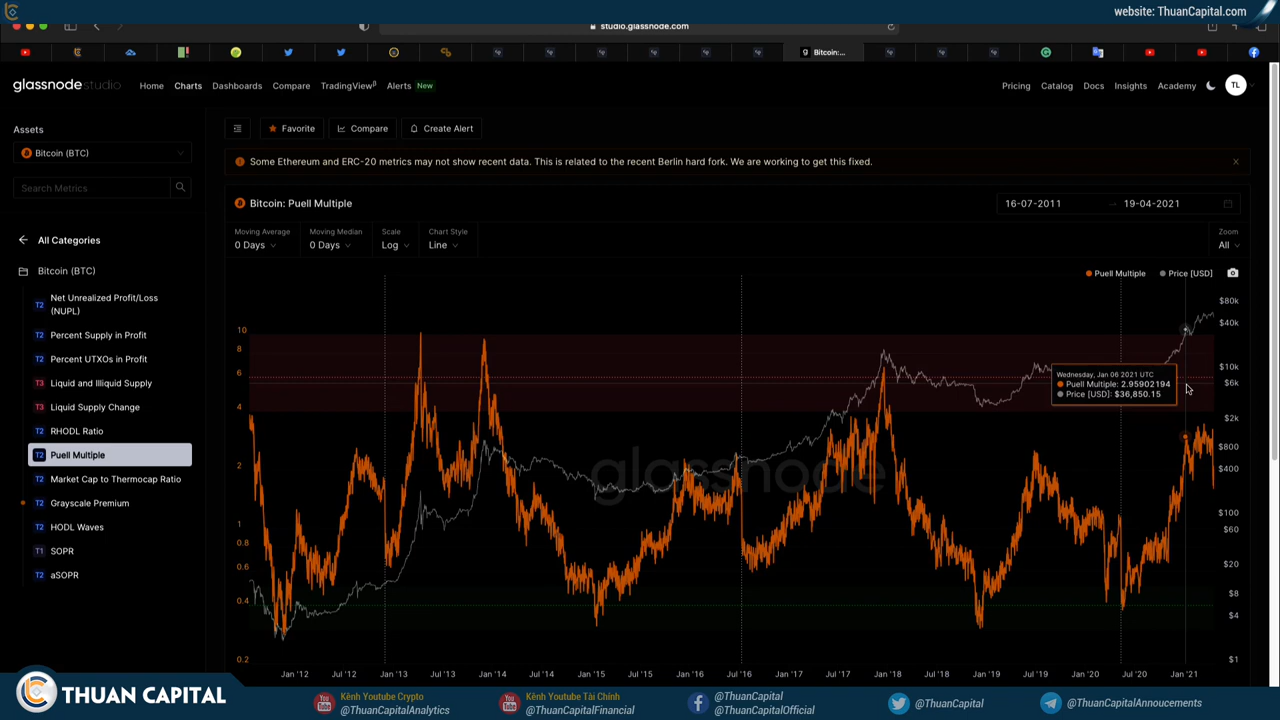 website: ThuanCapital.com
studio.glassnode.com
Bitcoin:...
glassnodestudio
Home Charts Dashboards Compare TradingViewᵝ Alerts New
Pricing Catalog Docs Insights Academy TL
Assets
Bitcoin (BTC)
Search Metrics
All Categories
Bitcoin (BTC)
T2 Net Unrealized Profit/Loss
(NUPL)
T2 Percent Supply in Profit
T2 Percent UTXOs in Profit
T3 Liquid and Illiquid Supply
T3 Liquid Supply Change
T2 RHODL Ratio
T2 Puell Multiple
T2 Market Cap to Thermocap Ratio
T2 Grayscale Premium
T2 HODL Waves
T1 SOPR
T2 aSOPR
Favorite Compare Create Alert
Some Ethereum and ERC-20 metrics may not show recent data. This is related to the recent Berlin hard fork. We are working to get this fixed.
Bitcoin: Puell Multiple
16-07-2011 → 19-04-2021
Moving Average Moving Median Scale Chart Style Zoom
0 Days 0 Days Log Line All
Puell Multiple Price [USD]
10
8
6
4
2
1
0.8
0.6
0.4
0.2
$80k
$40k
$10k
$6k
$2k
$800
$400
$100
$60
$20
$8
$4
$1
glassnode
Wednesday, Jan 06 2021 UTC
Puell Multiple: 2.95902194
Price [USD]: $36,850.15
Jan '12 Jul '12 Jan '13 Jul '13 Jan '14 Jul '14 Jan '15 Jul '15 Jan '16 Jul '16 Jan '17 Jul '17 Jan '18 Jul '18 Jan '19 Jul '19 Jan '20 Jul '20 Jan '21
THUAN CAPITAL
Kênh Youtube Crypto
@ThuanCapitalAnalytics
Kênh Youtube Tài Chính
@ThuanCapitalFinancial
@ThuanCapital
@ThuanCapitalOfficial
@ThuanCapital
@ThuanCapitalAnnoucements